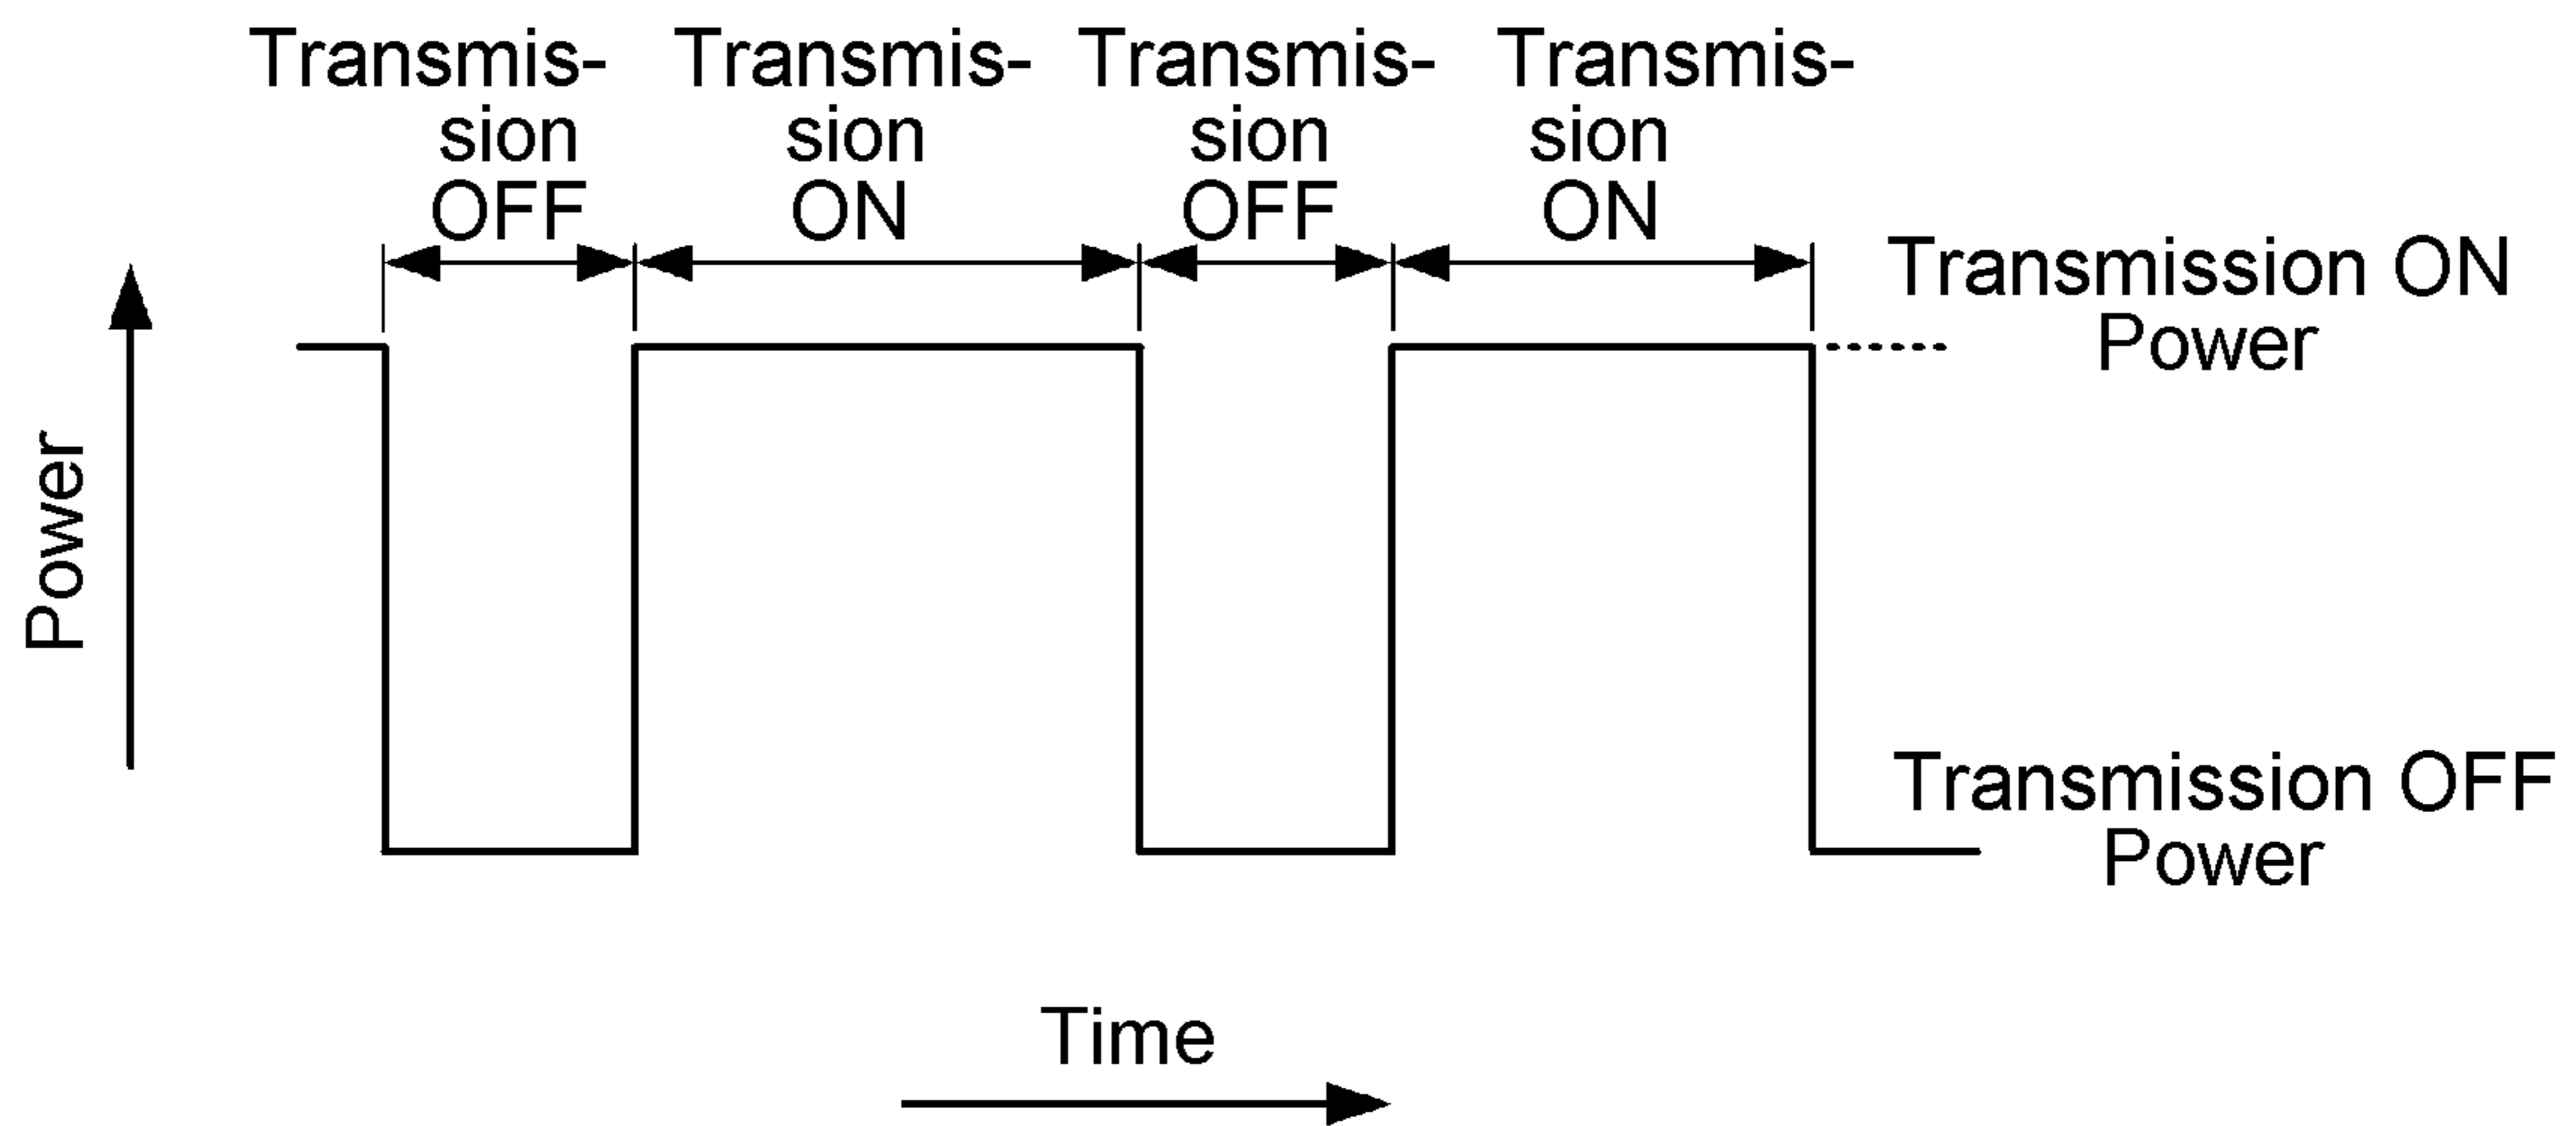 Transmis-
sion
OFF
Transmis-
sion
ON
Transmis-
sion
OFF
Transmis-
sion
ON
Transmission ON
Power
Power
Transmission OFF
Power
Time